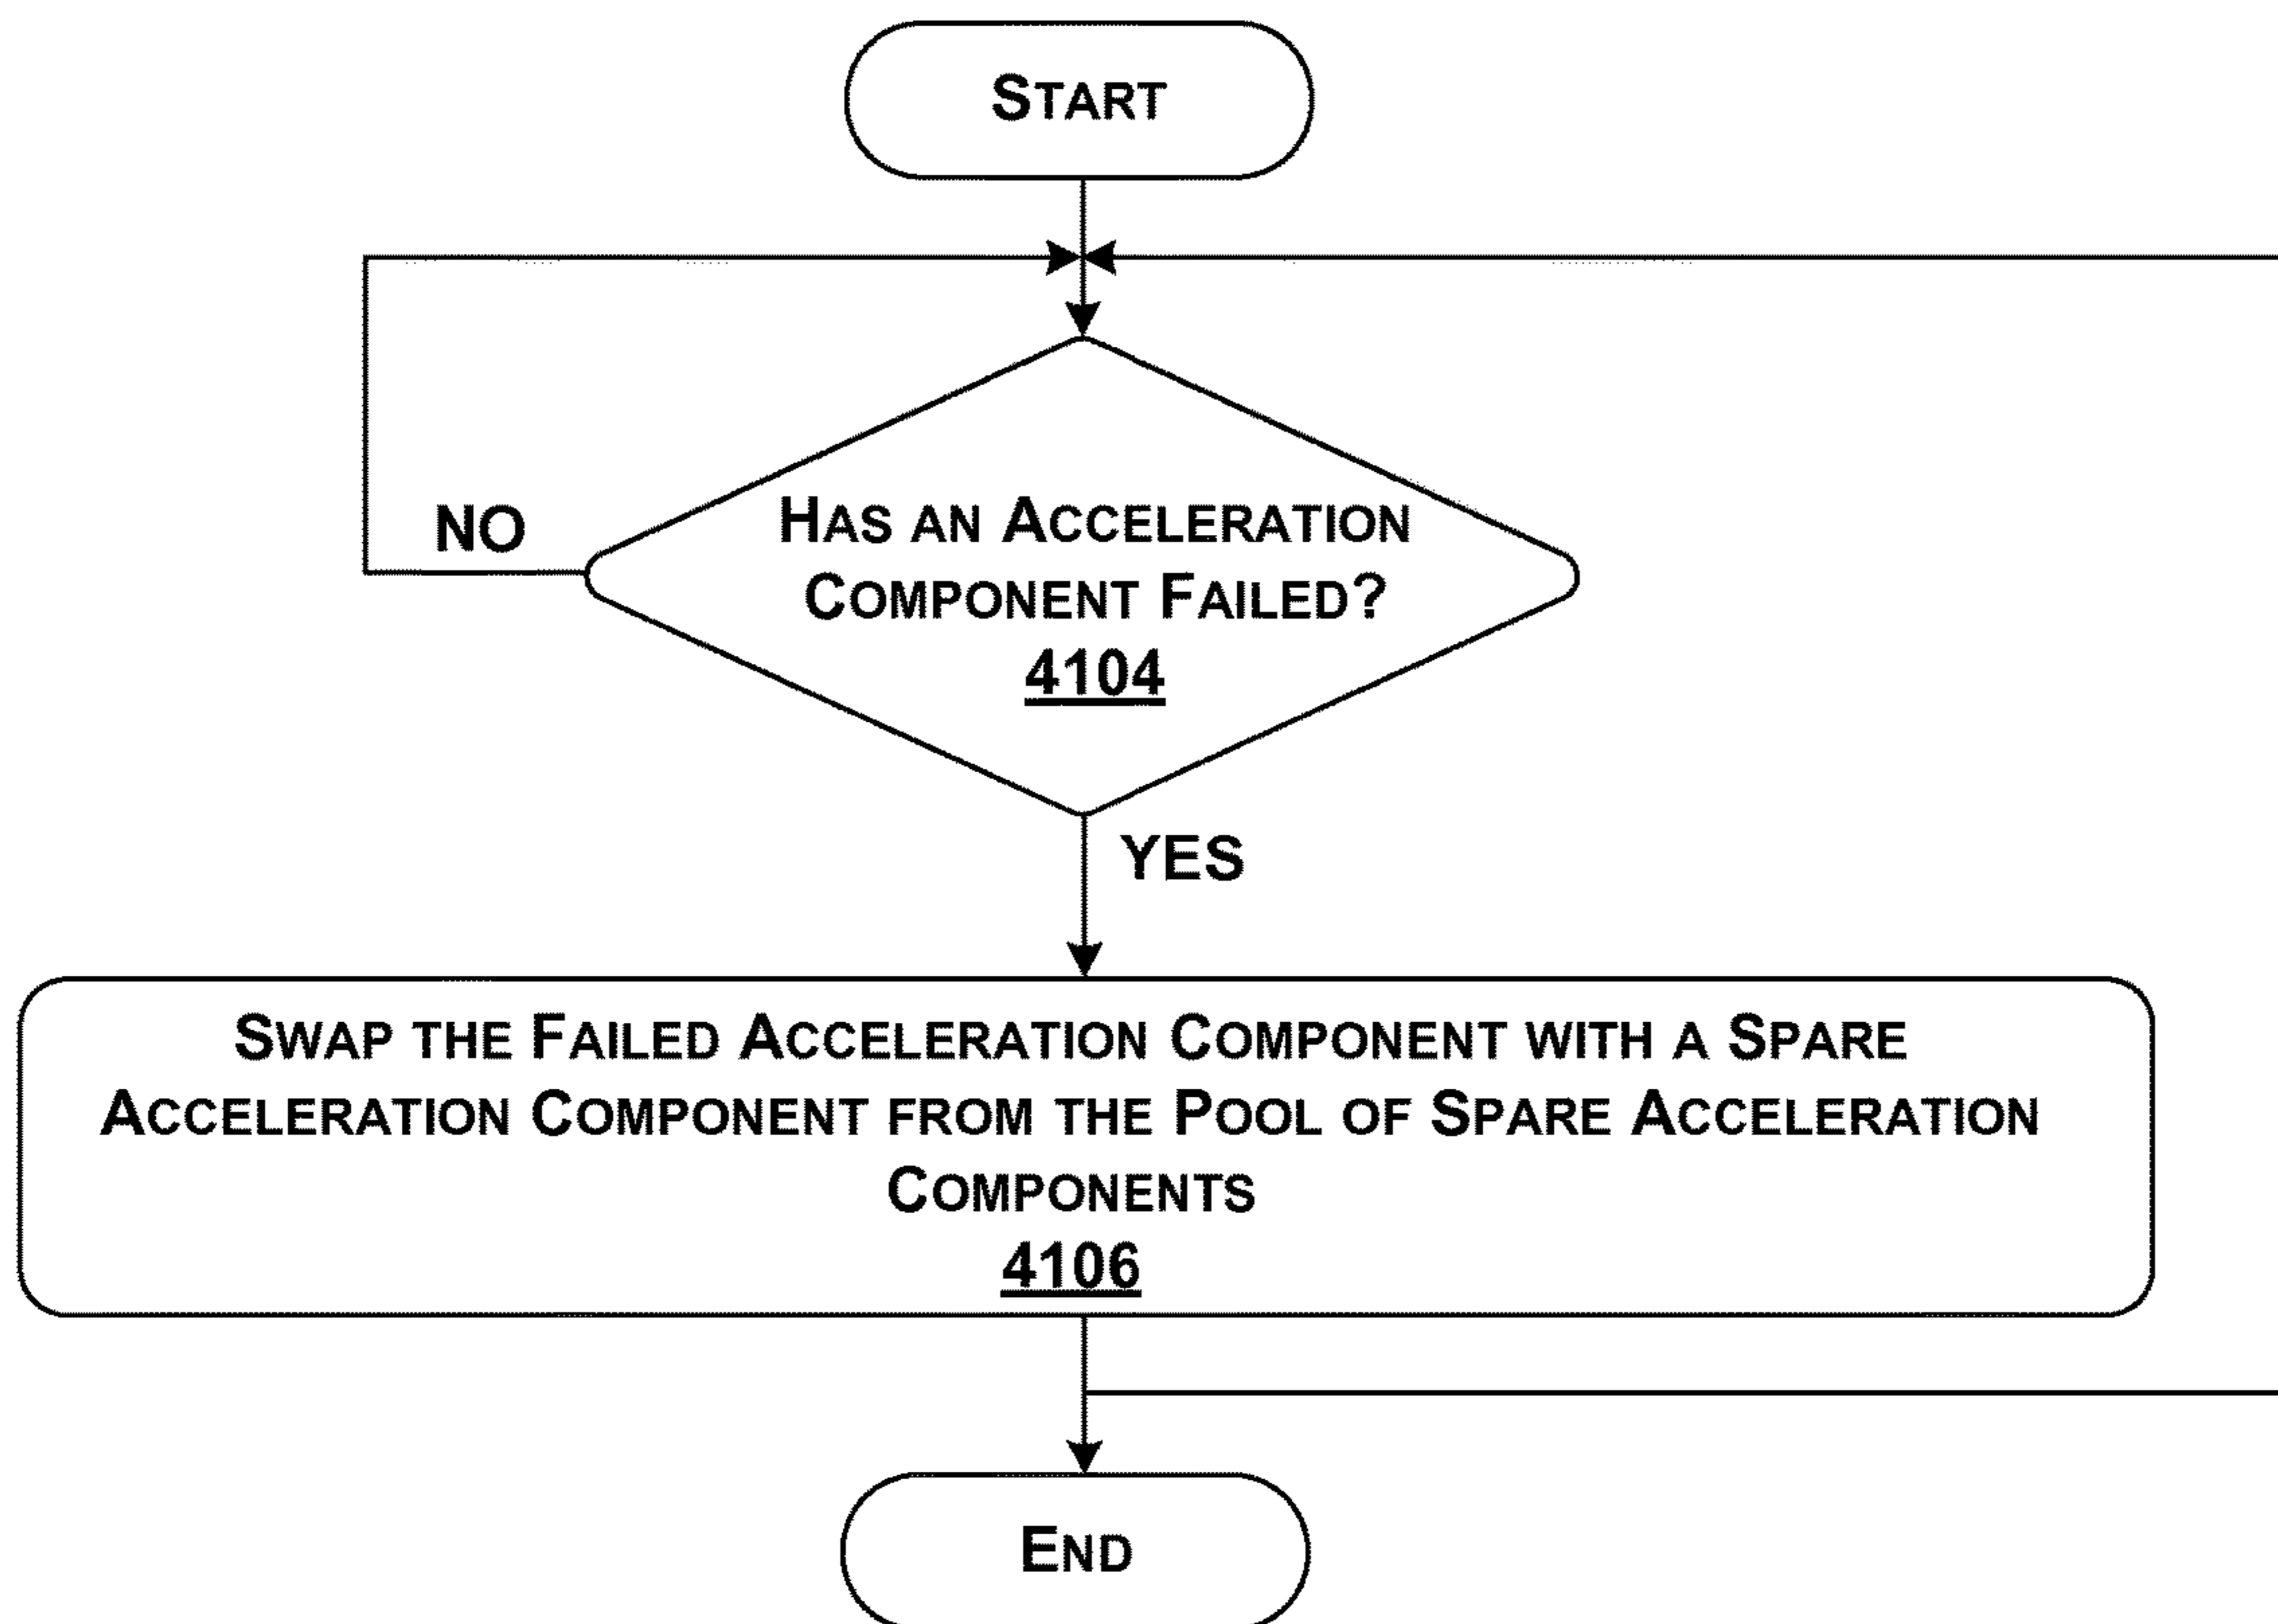 START
HAS AN ACCELERATION
COMPONENT FAILED?
4104
NO
YES
SWAP THE FAILED ACCELERATION COMPONENT WITH A SPARE
ACCELERATION COMPONENT FROM THE POOL OF SPARE ACCELERATION
COMPONENTS
4106
END